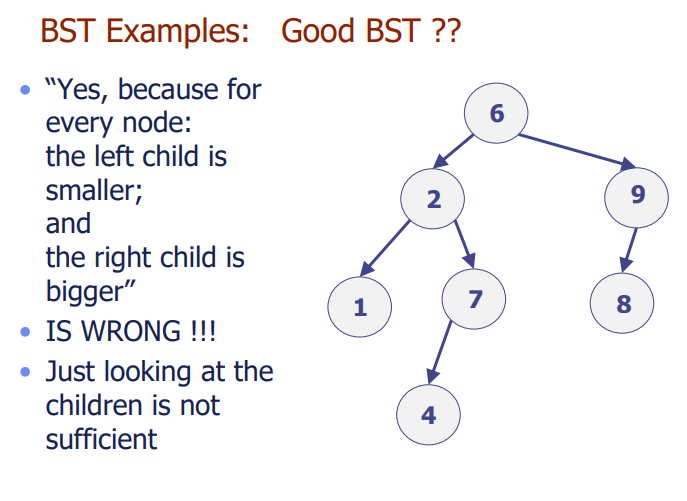 BST Examples: Good BST ??
• “Yes, because for
every node:
the left child is
smaller;
and
the right child is
bigger”
• IS WRONG !!!
• Just looking at the
children is not
sufficient
6
2
9
1
7
8
4